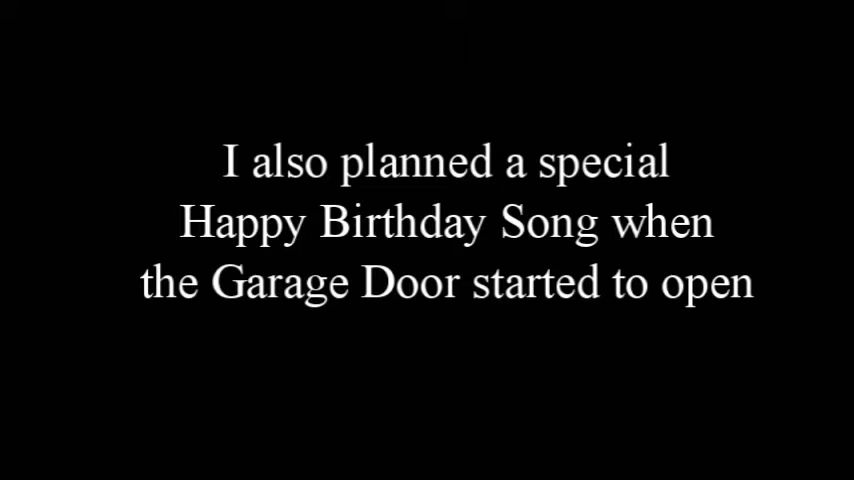 I also planned a special
Happy Birthday Song when
the Garage Door started to open